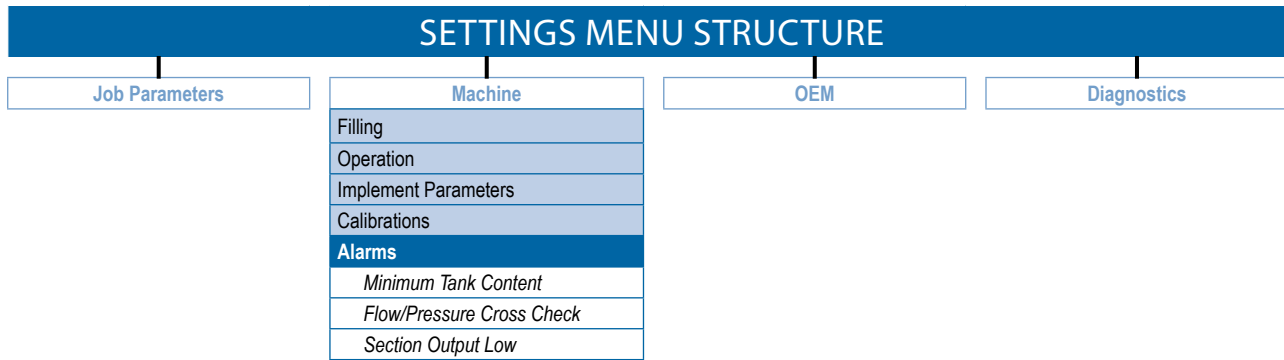 SETTINGS MENU STRUCTURE
Job Parameters
Machine
OEM
Diagnostics
Filling
Operation
Implement Parameters
Calibrations
Alarms
Minimum Tank Content
Flow/Pressure Cross Check
Section Output Low